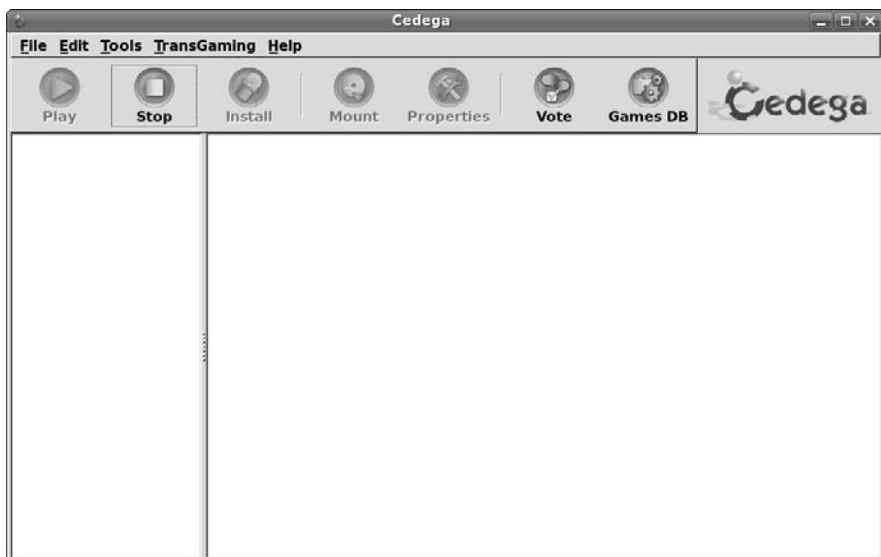 Cedega
File Edit Tools TransGaming Help
Play Stop Install Mount Properties Vote Games DB
Cedega